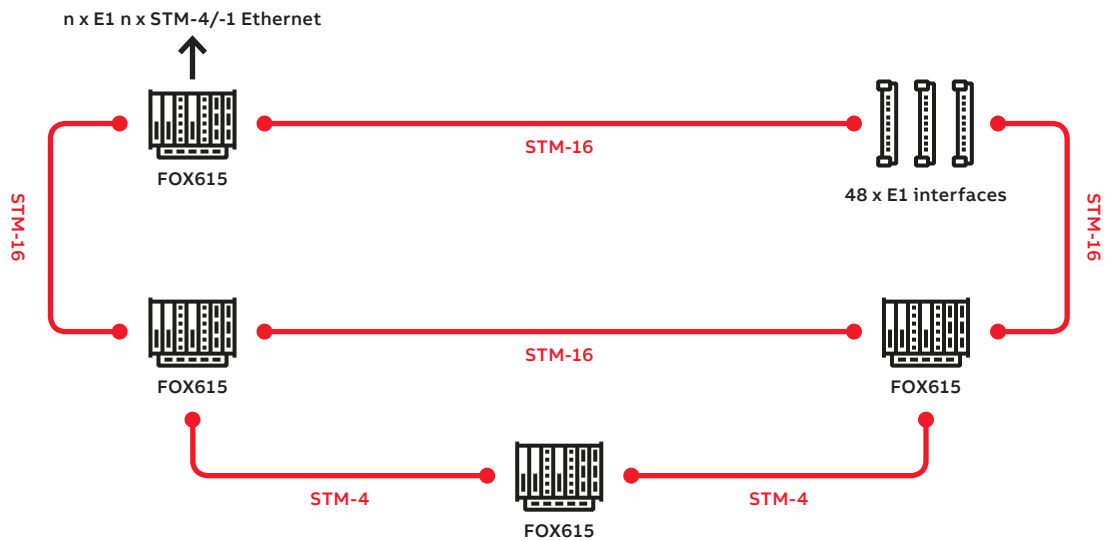 n x E1 n x STM-4/-1 Ethernet
STM-16
FOX615
48 x E1 interfaces
STM-16
STM-16
STM-16
FOX615
FOX615
STM-4
STM-4
FOX615